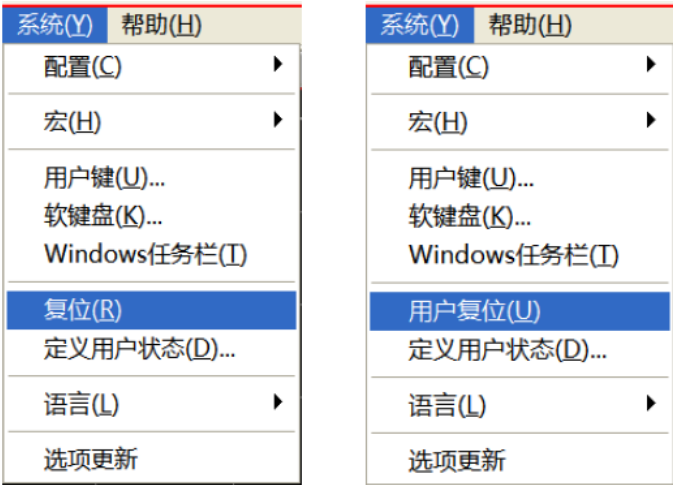 系统(Y) 帮助(H)
配置(C)
宏(H)
用户键(U)...
软键盘(K)...
Windows任务栏(T)
复位(R)
定义用户状态(D)...
语言(L)
选项更新
系统(Y) 帮助(H)
配置(C)
宏(H)
用户键(U)...
软键盘(K)...
Windows任务栏(T)
用户复位(U)
定义用户状态(D)...
语言(L)
选项更新